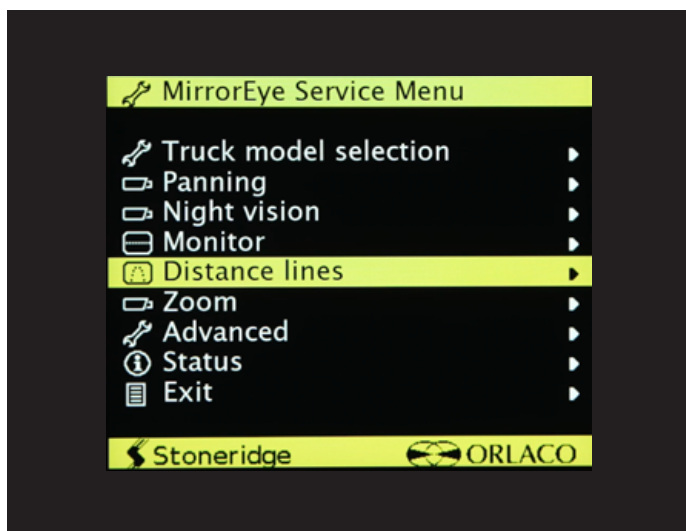 MirrorEye Service Menu
Truck model selection
Panning
Night vision
Monitor
Distance lines
Zoom
Advanced
Status
Exit
Stoneridge ORLACO